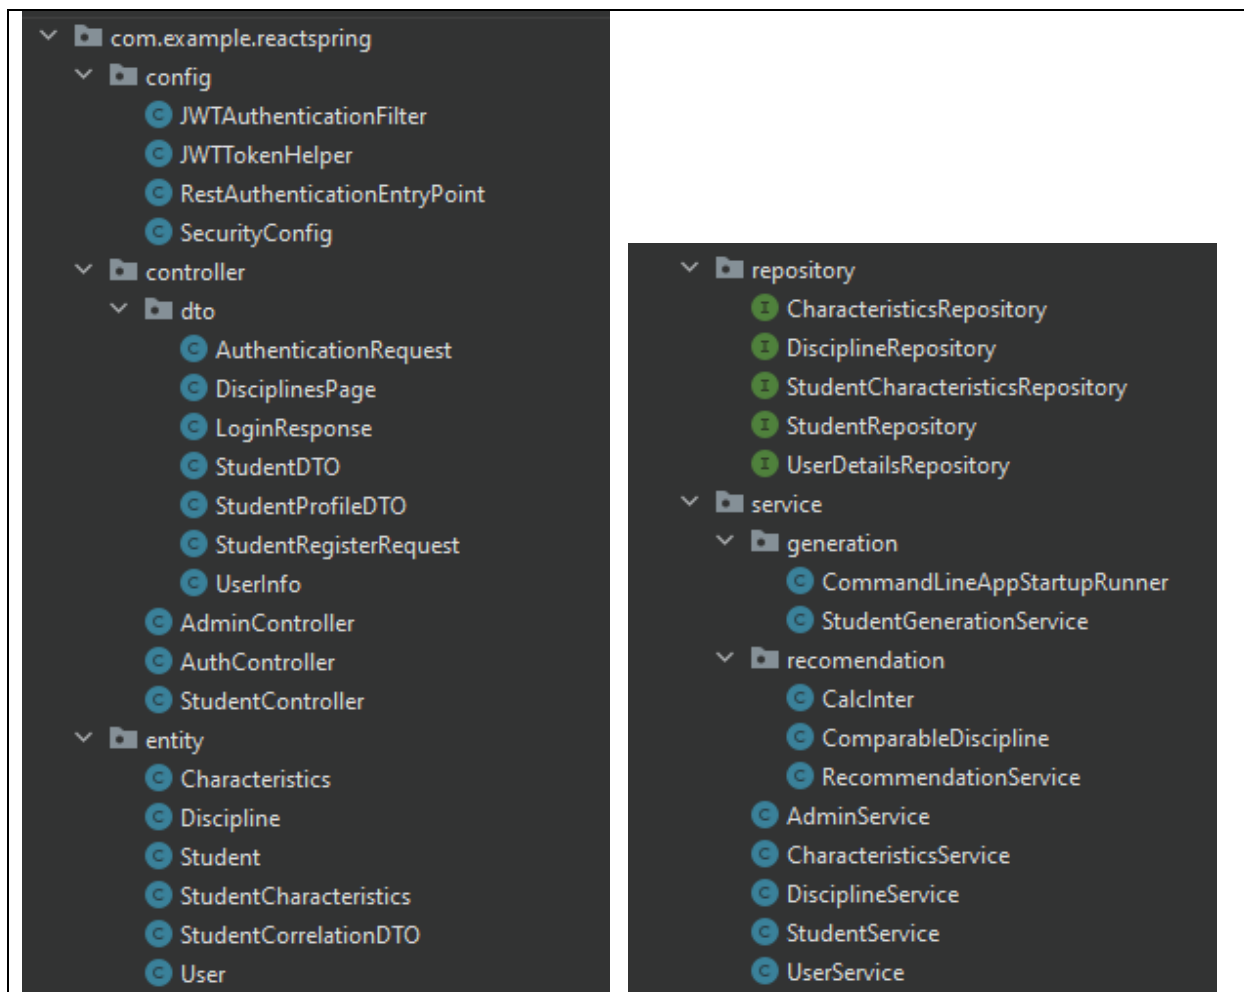 com.example.reactspring
config
JWTAuthenticationFilter
JWTTokenHelper
RestAuthenticationEntryPoint
SecurityConfig
controller
dto
AuthenticationRequest
DisciplinesPage
LoginResponse
StudentDTO
StudentProfileDTO
StudentRegisterRequest
UserInfo
AdminController
AuthController
StudentController
entity
Characteristics
Discipline
Student
StudentCharacteristics
StudentCorrelationDTO
User
repository
CharacteristicsRepository
DisciplineRepository
StudentCharacteristicsRepository
StudentRepository
UserDetailsRepository
service
generation
CommandLineAppStartupRunner
StudentGenerationService
recomendation
CalcInter
ComparableDiscipline
RecommendationService
AdminService
CharacteristicsService
DisciplineService
StudentService
UserService